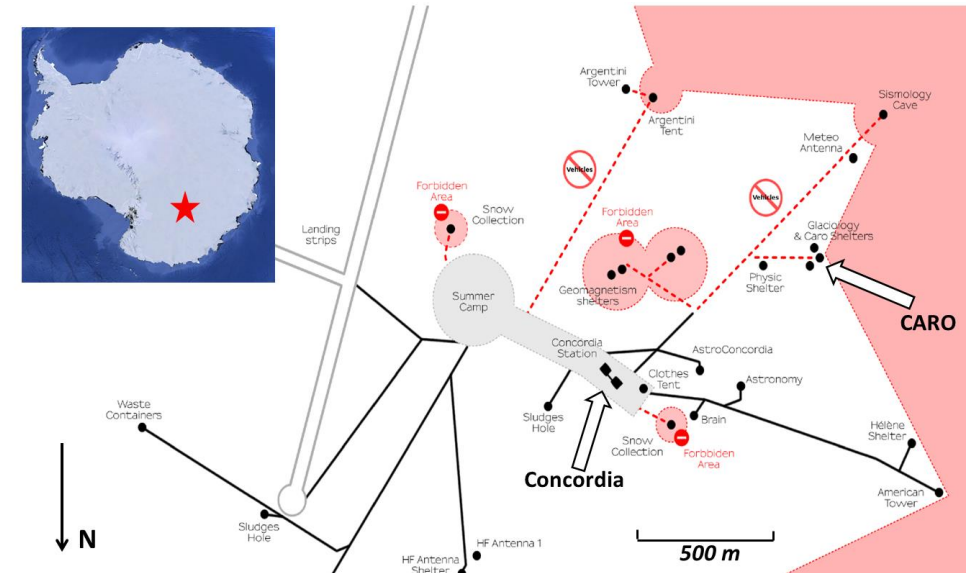 Argentini
Tower
Argentini
Tent
Sismology
Cave
Meteo
Antenna
Vehicles
Vehicles
Forbidden
Area
Snow
Collection
Forbidden
Area
Glaciology
& Caro Shelters
Landing
strips
Physic
Shelter
Geomagnetism
shelters
Summer
Camp
CARO
Concordia
Station
AstroConcordia
Clothes
Tent
Astronomy
Waste
Containers
Sludges
Hole
Brain
Snow
Collection
Forbbiden
Area
Hélène
Shelter
Concordia
American
Tower
N
Sludges
Hole
HF Antenna 1
HF Antenna
Shelter
500 m